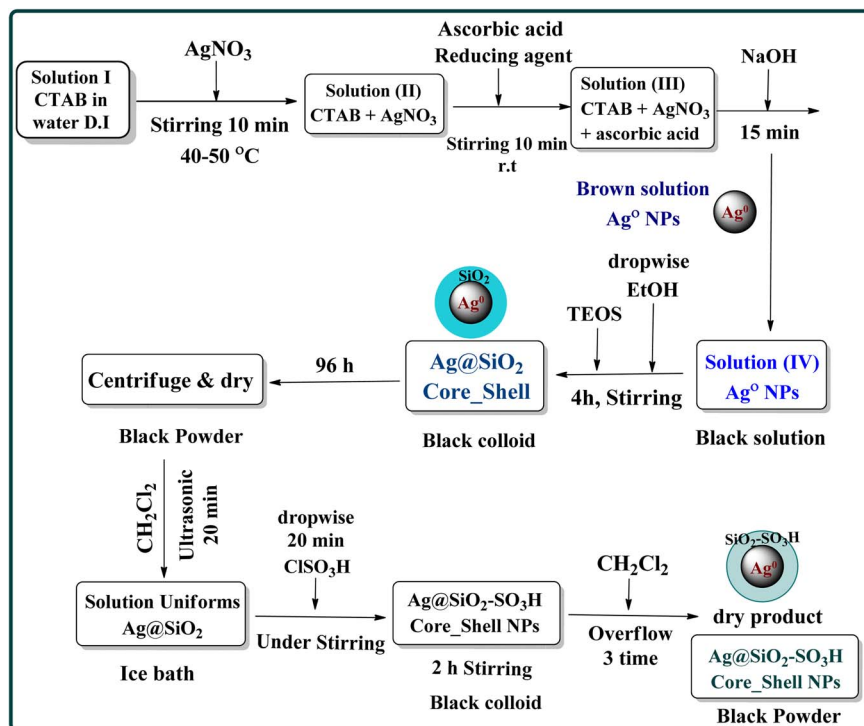 AgNO₃
Solution I
CTAB in
water D.I
Stirring 10 min
40-50 °C
Solution (II)
CTAB + AgNO₃
Ascorbic acid
Reducing agent
Stirring 10 min
r.t
Solution (III)
CTAB + AgNO₃
+ ascorbic acid
NaOH
15 min
Brown solution
Ag⁰ NPs
Ag⁰
Solution (IV)
Ag⁰ NPs
Black solution
dropwise
EtOH
TEOS
4h, Stirring
SiO₂
Ag⁰
Ag@SiO₂
Core_Shell
Black colloid
96 h
Centrifuge & dry
Black Powder
CH₂Cl₂
Ultrasonic
20 min
Solution Uniforms
Ag@SiO₂
Ice bath
dropwise
20 min
ClSO₃H
Under Stirring
Ag@SiO₂-SO₃H
Core_Shell NPs
2 h Stirring
Black colloid
CH₂Cl₂
Overflow
3 time
SiO₂-SO₃H
Ag⁰
dry product
Ag@SiO₂-SO₃H
Core_Shell NPs
Black Powder